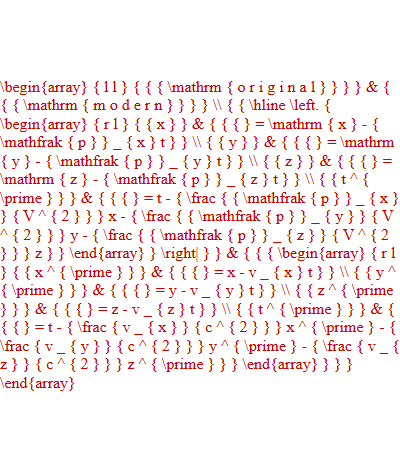 \begin{array} { 1 1 } { { { \mathrm { o r i g i n a l } } } } & {
{ { \mathrm { m o d e r n } } } } \\ { { \hline \left. {
\begin{array} { r l } { { x } } & { { { } = \mathrm { x } - {
\mathfrak { p } } _ { x } t } } \\ { { y } } & { { { } = \mathrm
{ y } - { \mathfrak { p } } _ { y } t } } \\ { { z } } & { { { } =
\mathrm { z } - { \mathfrak { p } } _ { z } t } } \\ { { t ^ {
\prime } } } & { { { } = t - { \frac { { \mathfrak { p } } _ { x }
} { V ^ { 2 } } } x - { \frac { { \mathfrak { p } } _ { y } } { V
^ { 2 } } } y - { \frac { { \mathfrak { p } } _ { z } } { V ^ { 2
} } } z } } \end{array} } \right| } } & { { { \begin{array} { r l
} { { x ^ { \prime } } } & { { { } = x - v _ { x } t } } \\ { { y ^
{ \prime } } } & { { { } = y - v _ { y } t } } \\ { { z ^ { \prime
} } } & { { { } = z - v _ { z } t } } \\ { { t ^ { \prime } } } & {
{ { } = t - { \frac { v _ { x } } { c ^ { 2 } } } x ^ { \prime } - {
\frac { v _ { y } } { c ^ { 2 } } } y ^ { \prime } - { \frac { v _ {
z } } { c ^ { 2 } } } z ^ { \prime } } } \end{array} } } }
\end{array}